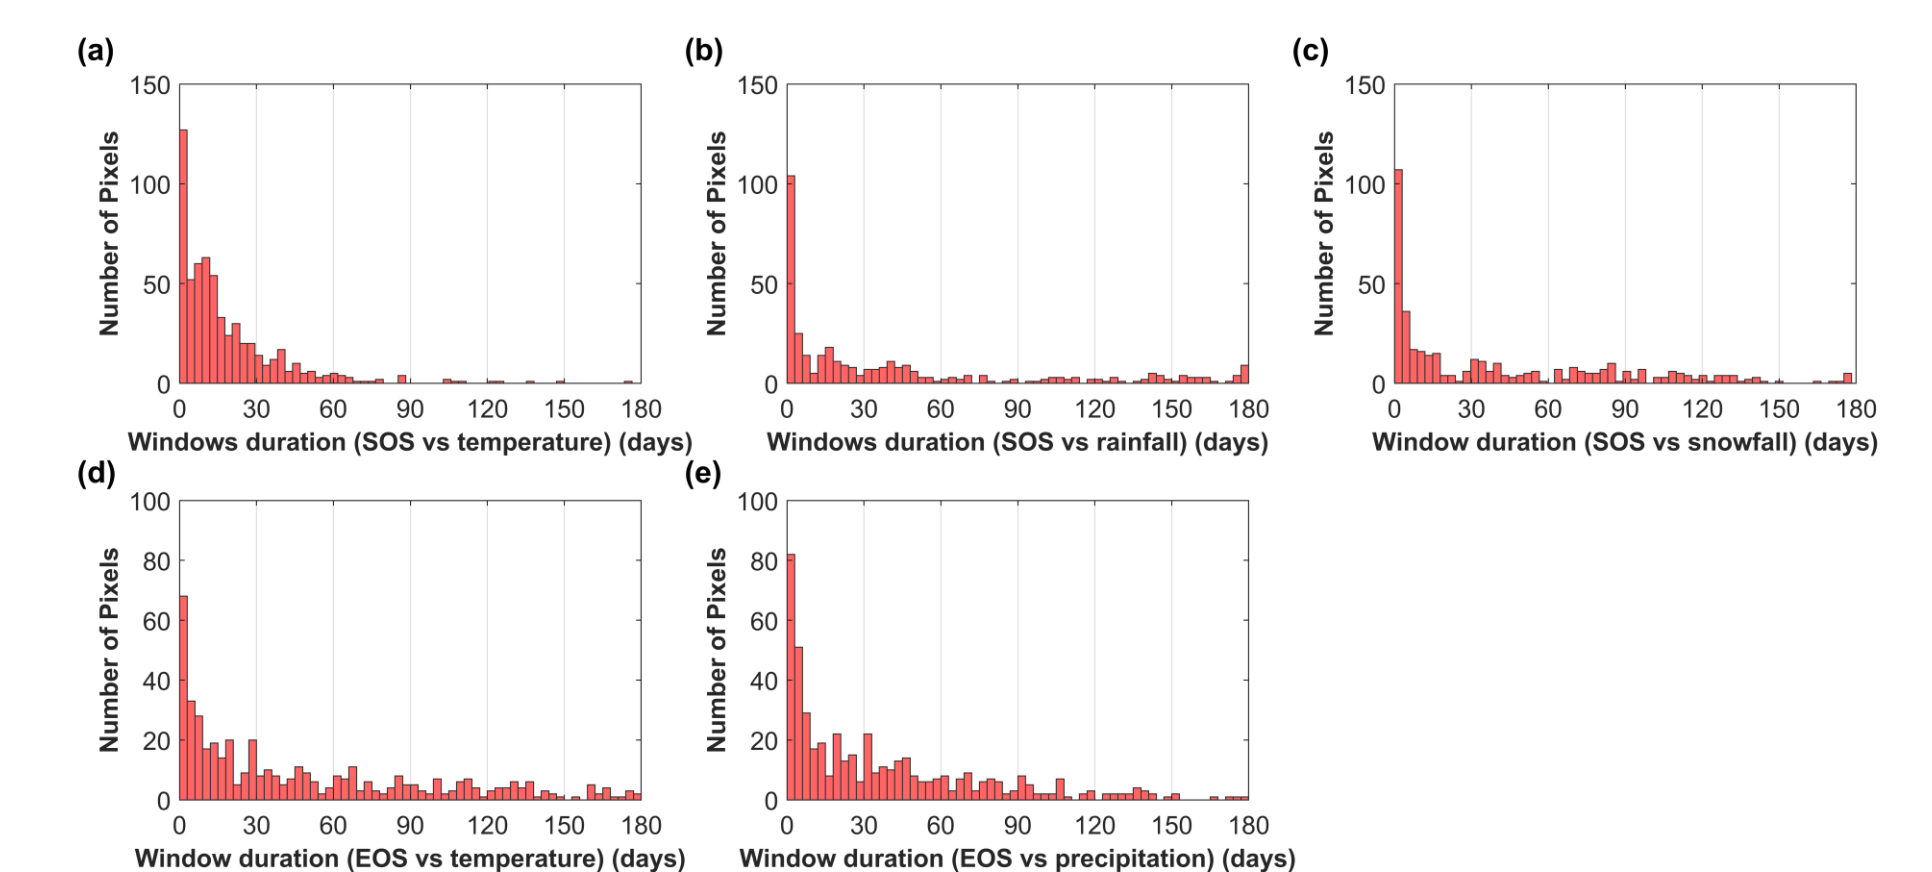 (a) (b) (c)
150 150 150
100 100 100
50 50 50
0 0 0
Number of Pixels Number of Pixels Number of Pixels
0 30 60 90 120 150 180 0 30 60 90 120 150 180 0 30 60 90 120 150 180
Windows duration (SOS vs temperature) (days) Windows duration (SOS vs rainfall) (days) Window duration (SOS vs snowfall) (days)
(d) (e)
100 100
80 80
60 60
40 40
20 20
0 0
Number of Pixels Number of Pixels
0 30 60 90 120 150 180 0 30 60 90 120 150 180
Window duration (EOS vs temperature) (days) Window duration (EOS vs precipitation) (days)